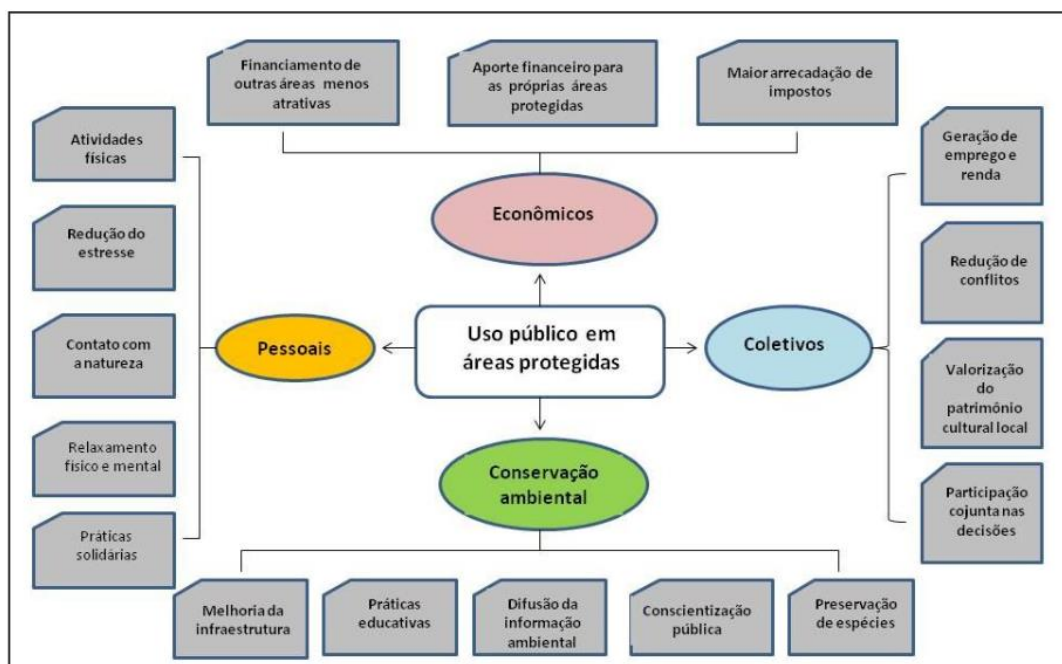 Financiamento de
outras áreas menos
atrativas
Aporte financeiro para
as próprias áreas
protegidas
Maior arrecadação de
impostos
Atividades
físicas
Redução do
estresse
Contato com
a natureza
Relaxamento
físico e mental
Práticas
solidárias
Econômicos
Pessoais
Uso público em
áreas protegidas
Coletivos
Conservação
ambiental
Geração de
emprego e
renda
Redução de
conflitos
Valorização
do
patrimônio
cultural local
Participação
cojunta nas
decisões
Melhoria da
infraestrutura
Práticas
educativas
Difusão da
informação
ambiental
Conscientização
pública
Preservação
de espécies